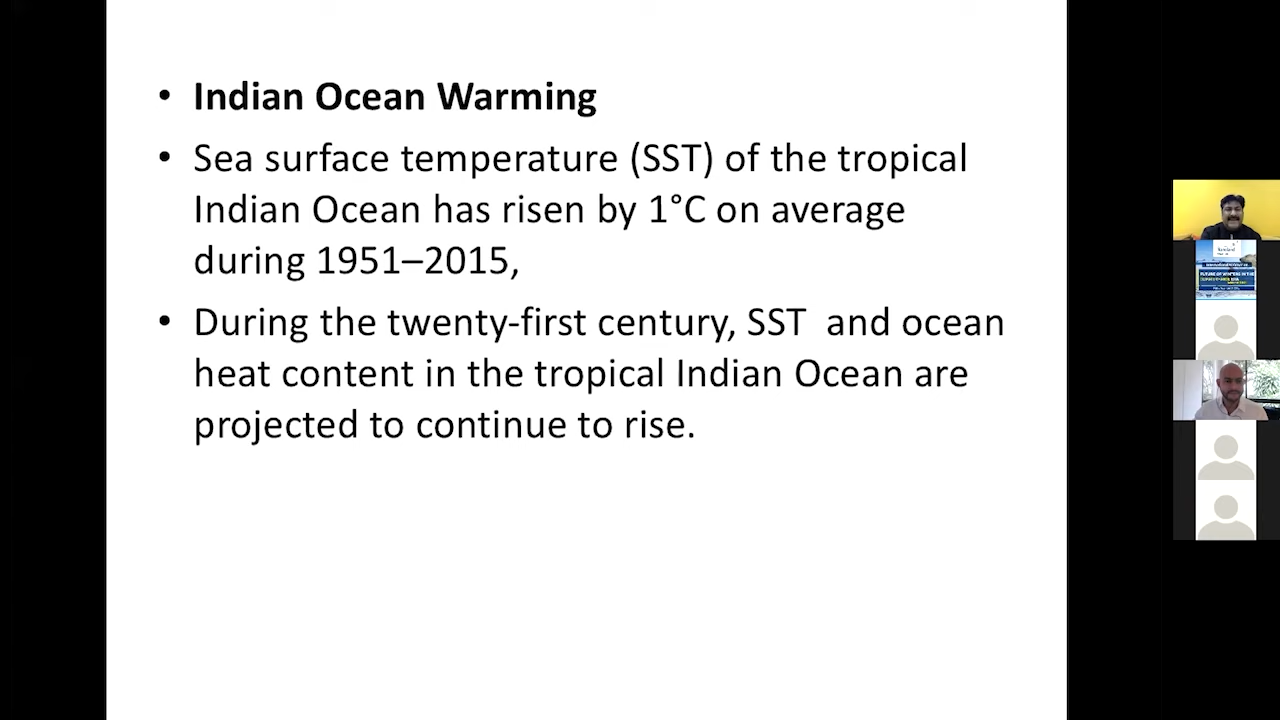 • Indian Ocean Warming
• Sea surface temperature (SST) of the tropical
Indian Ocean has risen by 1°C on average
during 1951–2015,
• During the twenty-first century, SST and ocean
heat content in the tropical Indian Ocean are
projected to continue to rise.